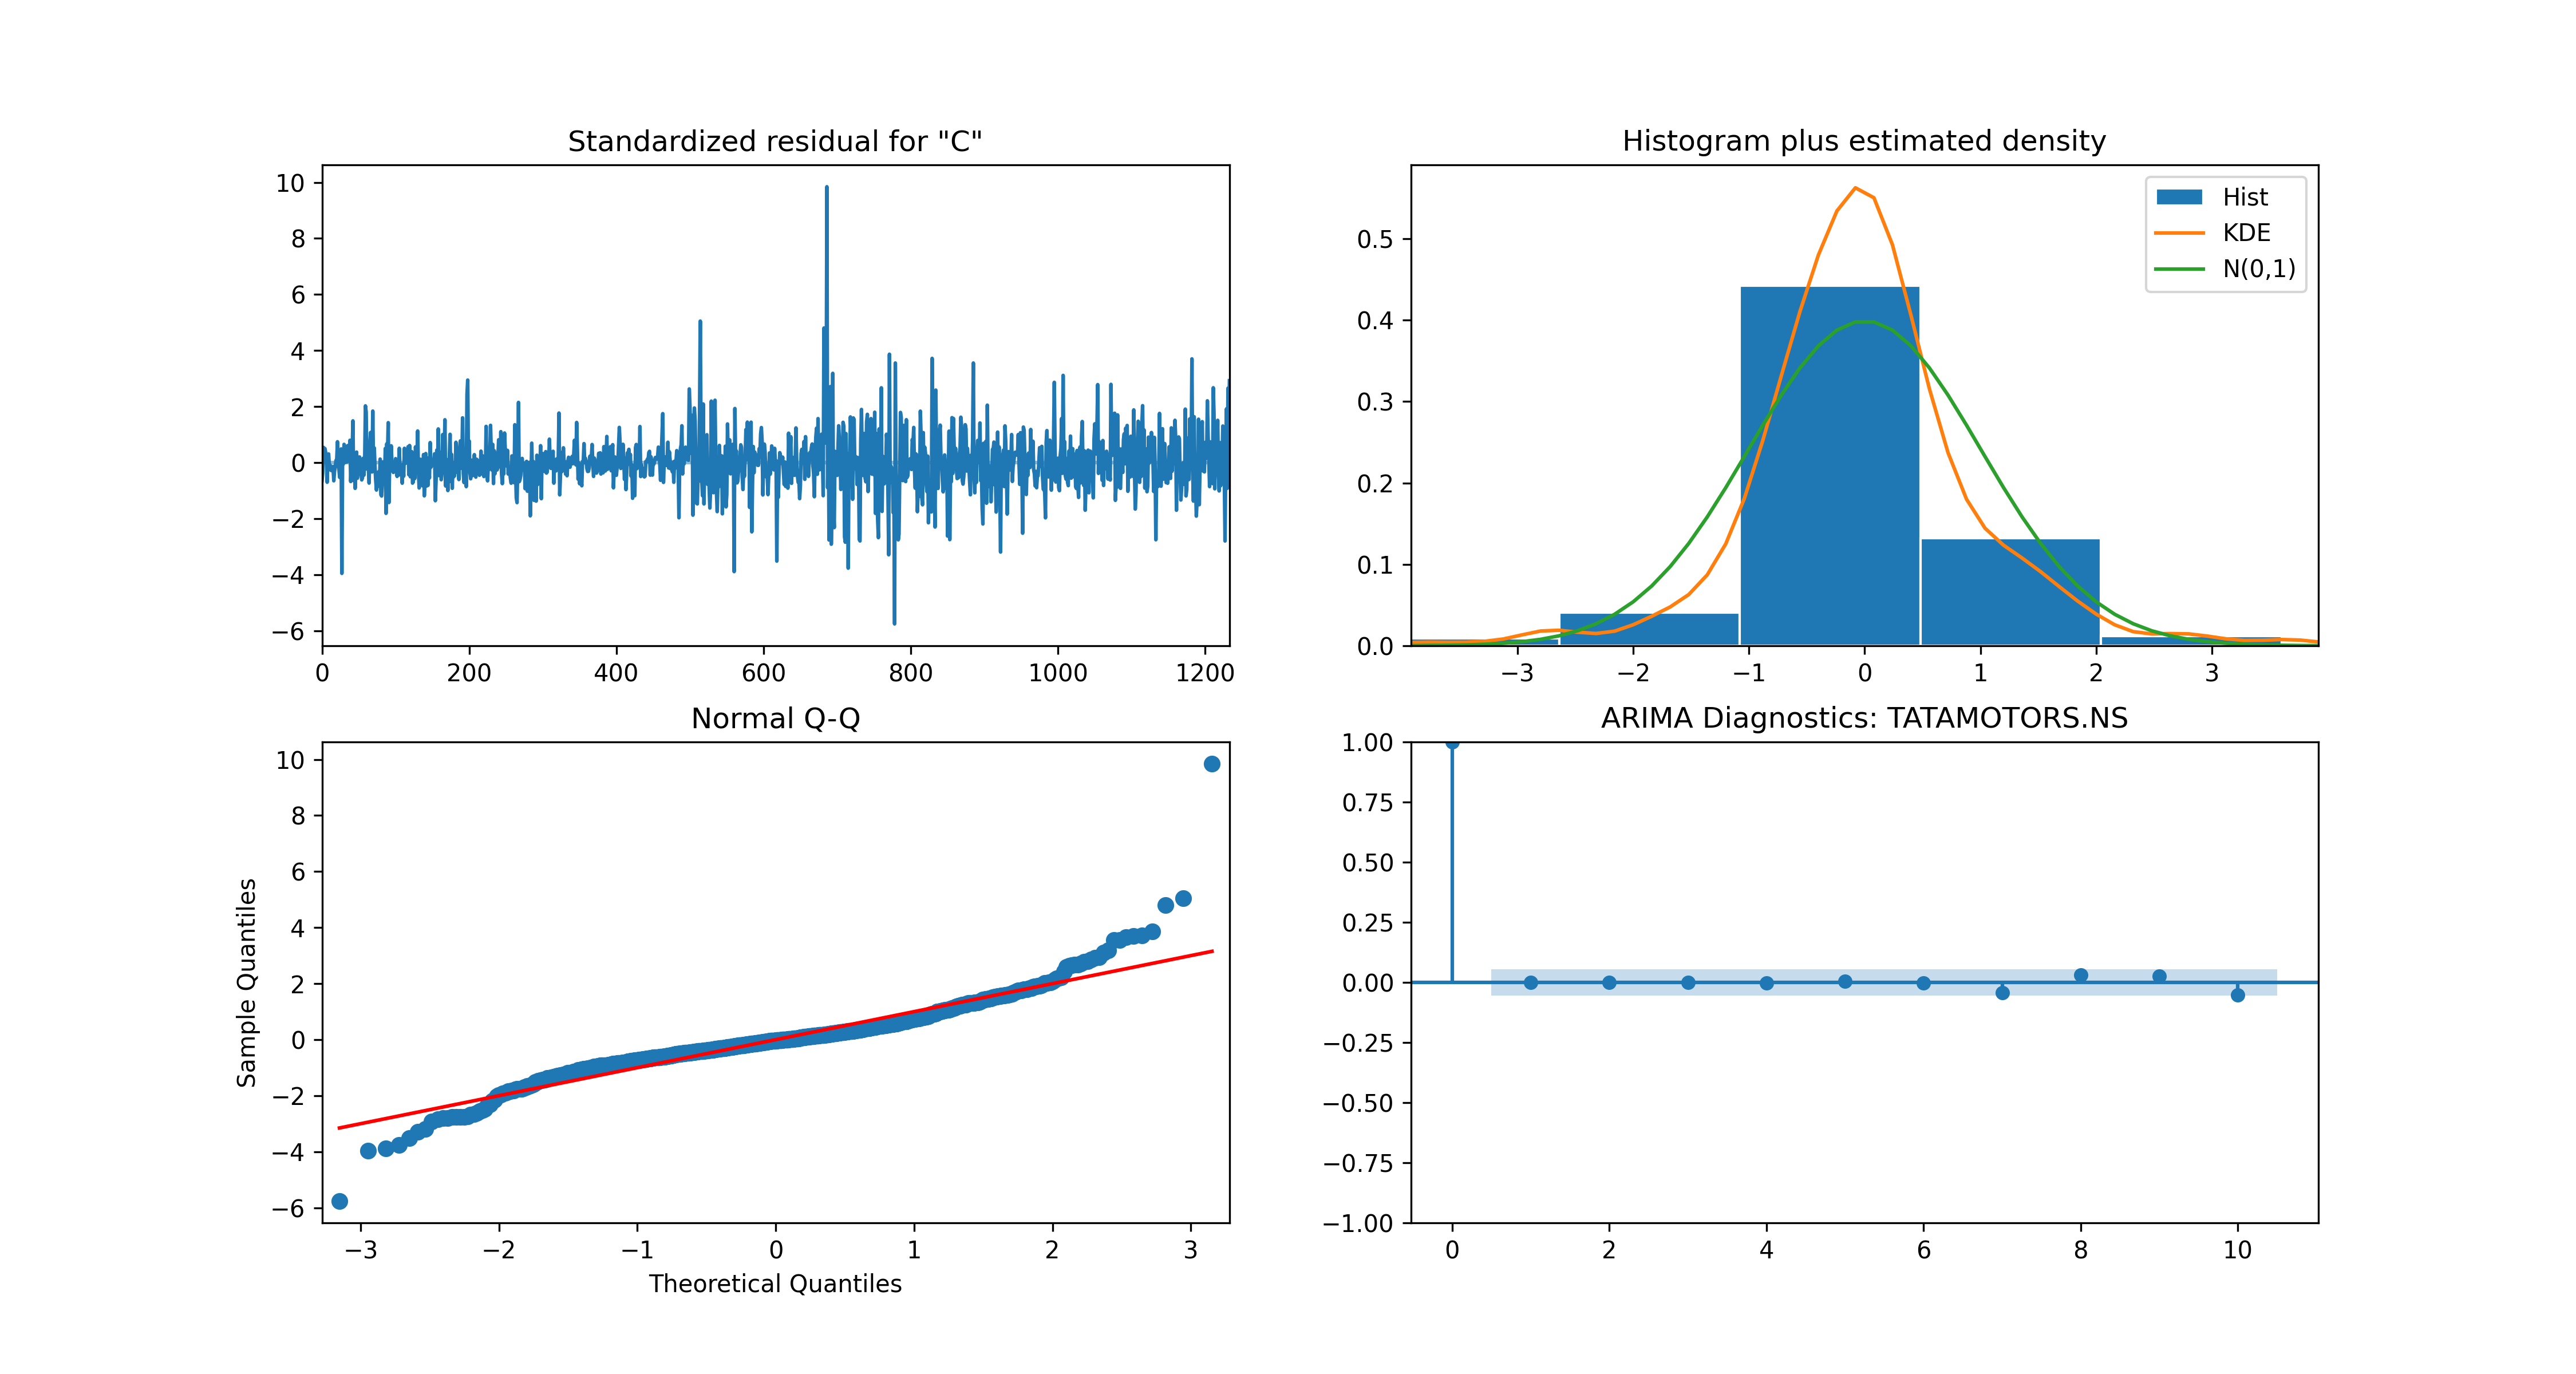 Standardized residual for "C"
10
8
6
4
2
0
−2
−4
−6
0 200 400 600 800 1000 1200
Histogram plus estimated density
Hist
KDE
N(0,1)
0.5
0.4
0.3
0.2
0.1
0.0
−3 −2 −1 0 1 2 3
Normal Q-Q
Sample Quantiles
10
8
6
4
2
0
−2
−4
−6
−3 −2 −1 0 1 2 3
Theoretical Quantiles
ARIMA Diagnostics: TATAMOTORS.NS
1.00
0.75
0.50
0.25
0.00
−0.25
−0.50
−0.75
−1.00
0 2 4 6 8 10